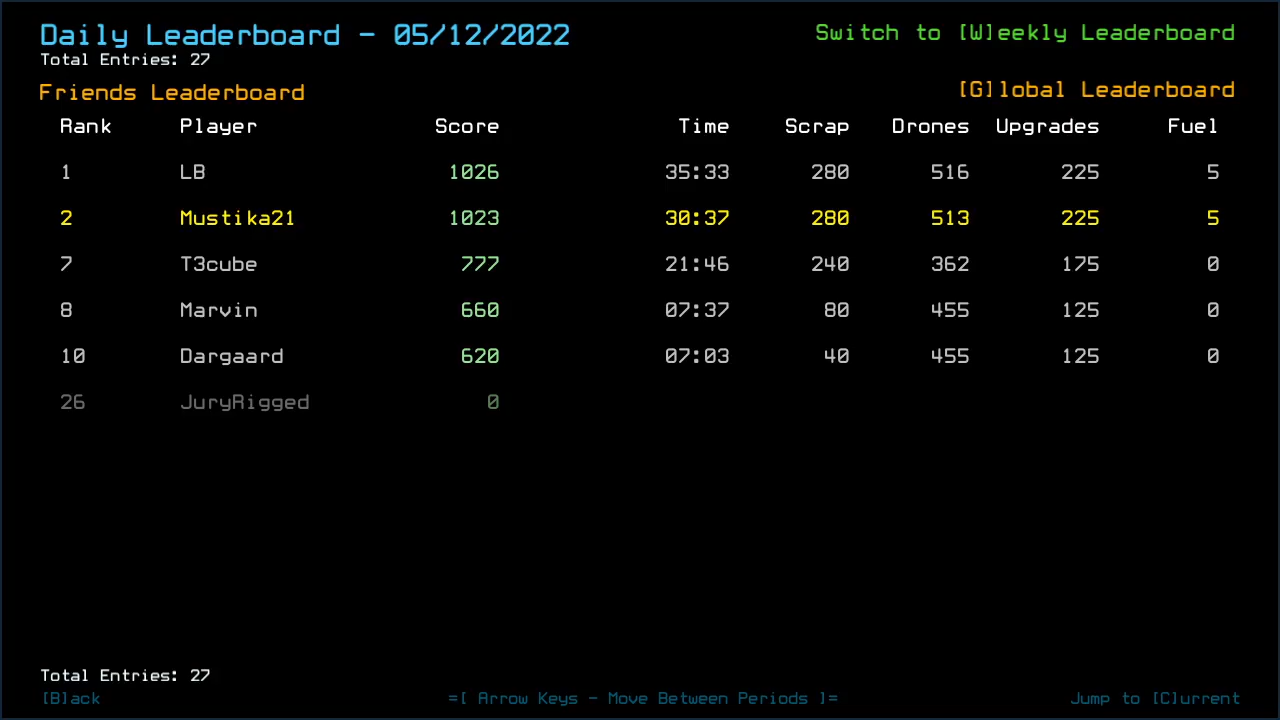 Daily Leaderboard - 05/12/2022 Switch to [W]eekly Leaderboard
Total Entries: 27
Friends Leaderboard [G]lobal Leaderboard
Rank Player Score Time Scrap Drones Upgrades Fuel
1 LB 1026 35:33 280 516 225 5
2 Mustika21 1023 30:37 280 513 225 5
7 T3cube 777 21:46 240 362 175 0
8 Marvin 660 07:37 80 455 125 0
10 Dargaard 620 07:03 40 455 125 0
26 JuryRigged 0
Total Entries: 27
[B]ack =[ Arrow Keys - Move Between Periods ]= Jump to [C]urrent